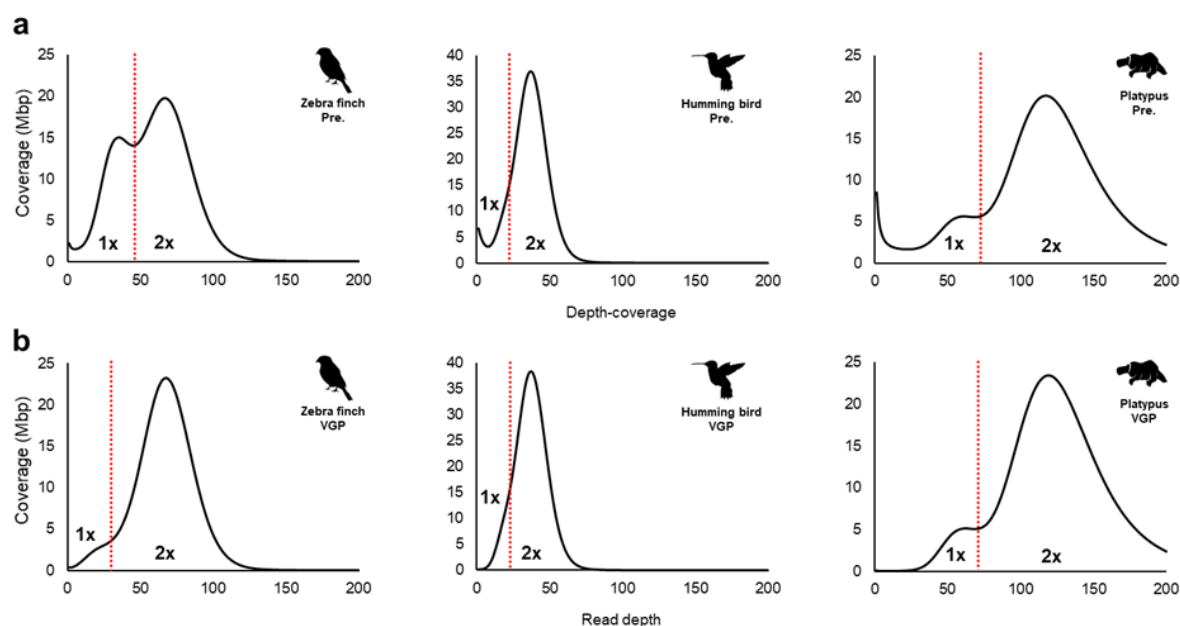 a
Zebra finch
Pre.
Humming bird
Pre.
Platypus
Pre.
Coverage (Mbp)
25
20
15
10
5
0
1x
2x
0
50
100
150
200
40
35
30
25
20
15
10
5
0
1x
2x
0
50
100
150
200
25
20
15
10
5
0
1x
2x
0
50
100
150
200
Depth-coverage
b
Zebra finch
VGP
Humming bird
VGP
Platypus
VGP
Coverage (Mbp)
25
20
15
10
5
0
1x
2x
0
50
100
150
200
40
35
30
25
20
15
10
5
0
1x
2x
0
50
100
150
200
25
20
15
10
5
0
1x
2x
0
50
100
150
200
Read depth